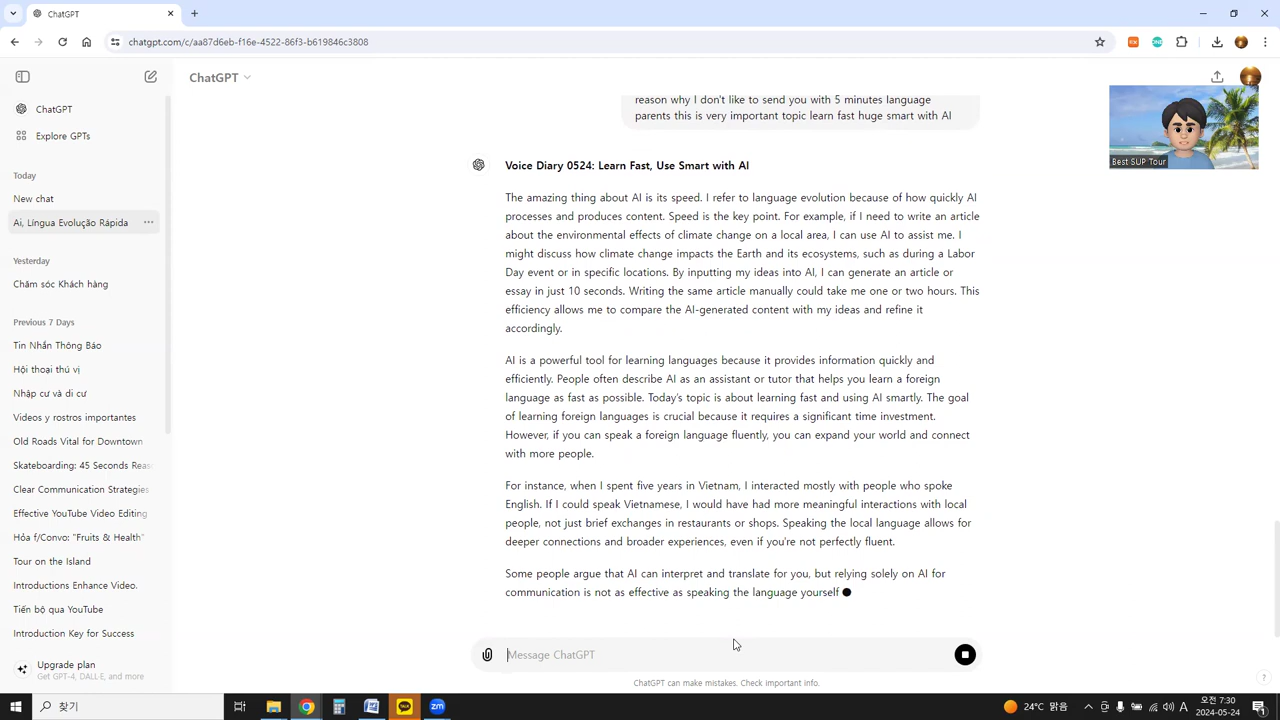 ChatGPT
chatgpt.com/c/aa87d6eb-f16e-4522-86f3-b619846c3808
ChatGPT
ChatGPT
Explore GPTs
Today
New chat
Ai, Língua Evolução Rápida
Yesterday
Chăm sóc Khách hàng
Previous 7 Days
Tin Nhắn Thông Báo
Hội thoại thú vị
Nhập cư và di cư
Videos y rostros importantes
Old Roads Vital for Downtown
Skateboarding: 45 Seconds Reas
Clear Communication Strategies
Effective YouTube Video Editing
Hỏa f/Convo: "Fruits & Health"
Tour on the Island
Introductions Enhance Video.
Tiến bộ qua YouTube
Introduction Key for Success
Upgrade plan
Get GPT-4, DALL·E, and more
reason why I don't like to send you with 5 minutes language
parents this is very important topic learn fast huge smart with AI
Best SUP Tour
Voice Diary 0524: Learn Fast, Use Smart with AI
The amazing thing about AI is its speed. I refer to language evolution because of how quickly AI
processes and produces content. Speed is the key point. For example, if I need to write an article
about the environmental effects of climate change on a local area, I can use AI to assist me. I
might discuss how climate change impacts the Earth and its ecosystems, such as during a Labor
Day event or in specific locations. By inputting my ideas into AI, I can generate an article or
essay in just 10 seconds. Writing the same article manually could take me one or two hours. This
efficiency allows me to compare the AI-generated content with my ideas and refine it
accordingly.
AI is a powerful tool for learning languages because it provides information quickly and
efficiently. People often describe AI as an assistant or tutor that helps you learn a foreign
language as fast as possible. Today's topic is about learning fast and using AI smartly. The goal
of learning foreign languages is crucial because it requires a significant time investment.
However, if you can speak a foreign language fluently, you can expand your world and connect
with more people.
For instance, when I spent five years in Vietnam, I interacted mostly with people who spoke
English. If I could speak Vietnamese, I would have had more meaningful interactions with local
people, not just brief exchanges in restaurants or shops. Speaking the local language allows for
deeper connections and broader experiences, even if you're not perfectly fluent.
Some people argue that AI can interpret and translate for you, but relying solely on AI for
communication is not as effective as speaking the language yourself
Message ChatGPT
ChatGPT can make mistakes. Check important info.
?
찾기
24°C 맑음
A
오전 7:30
2024-05-24